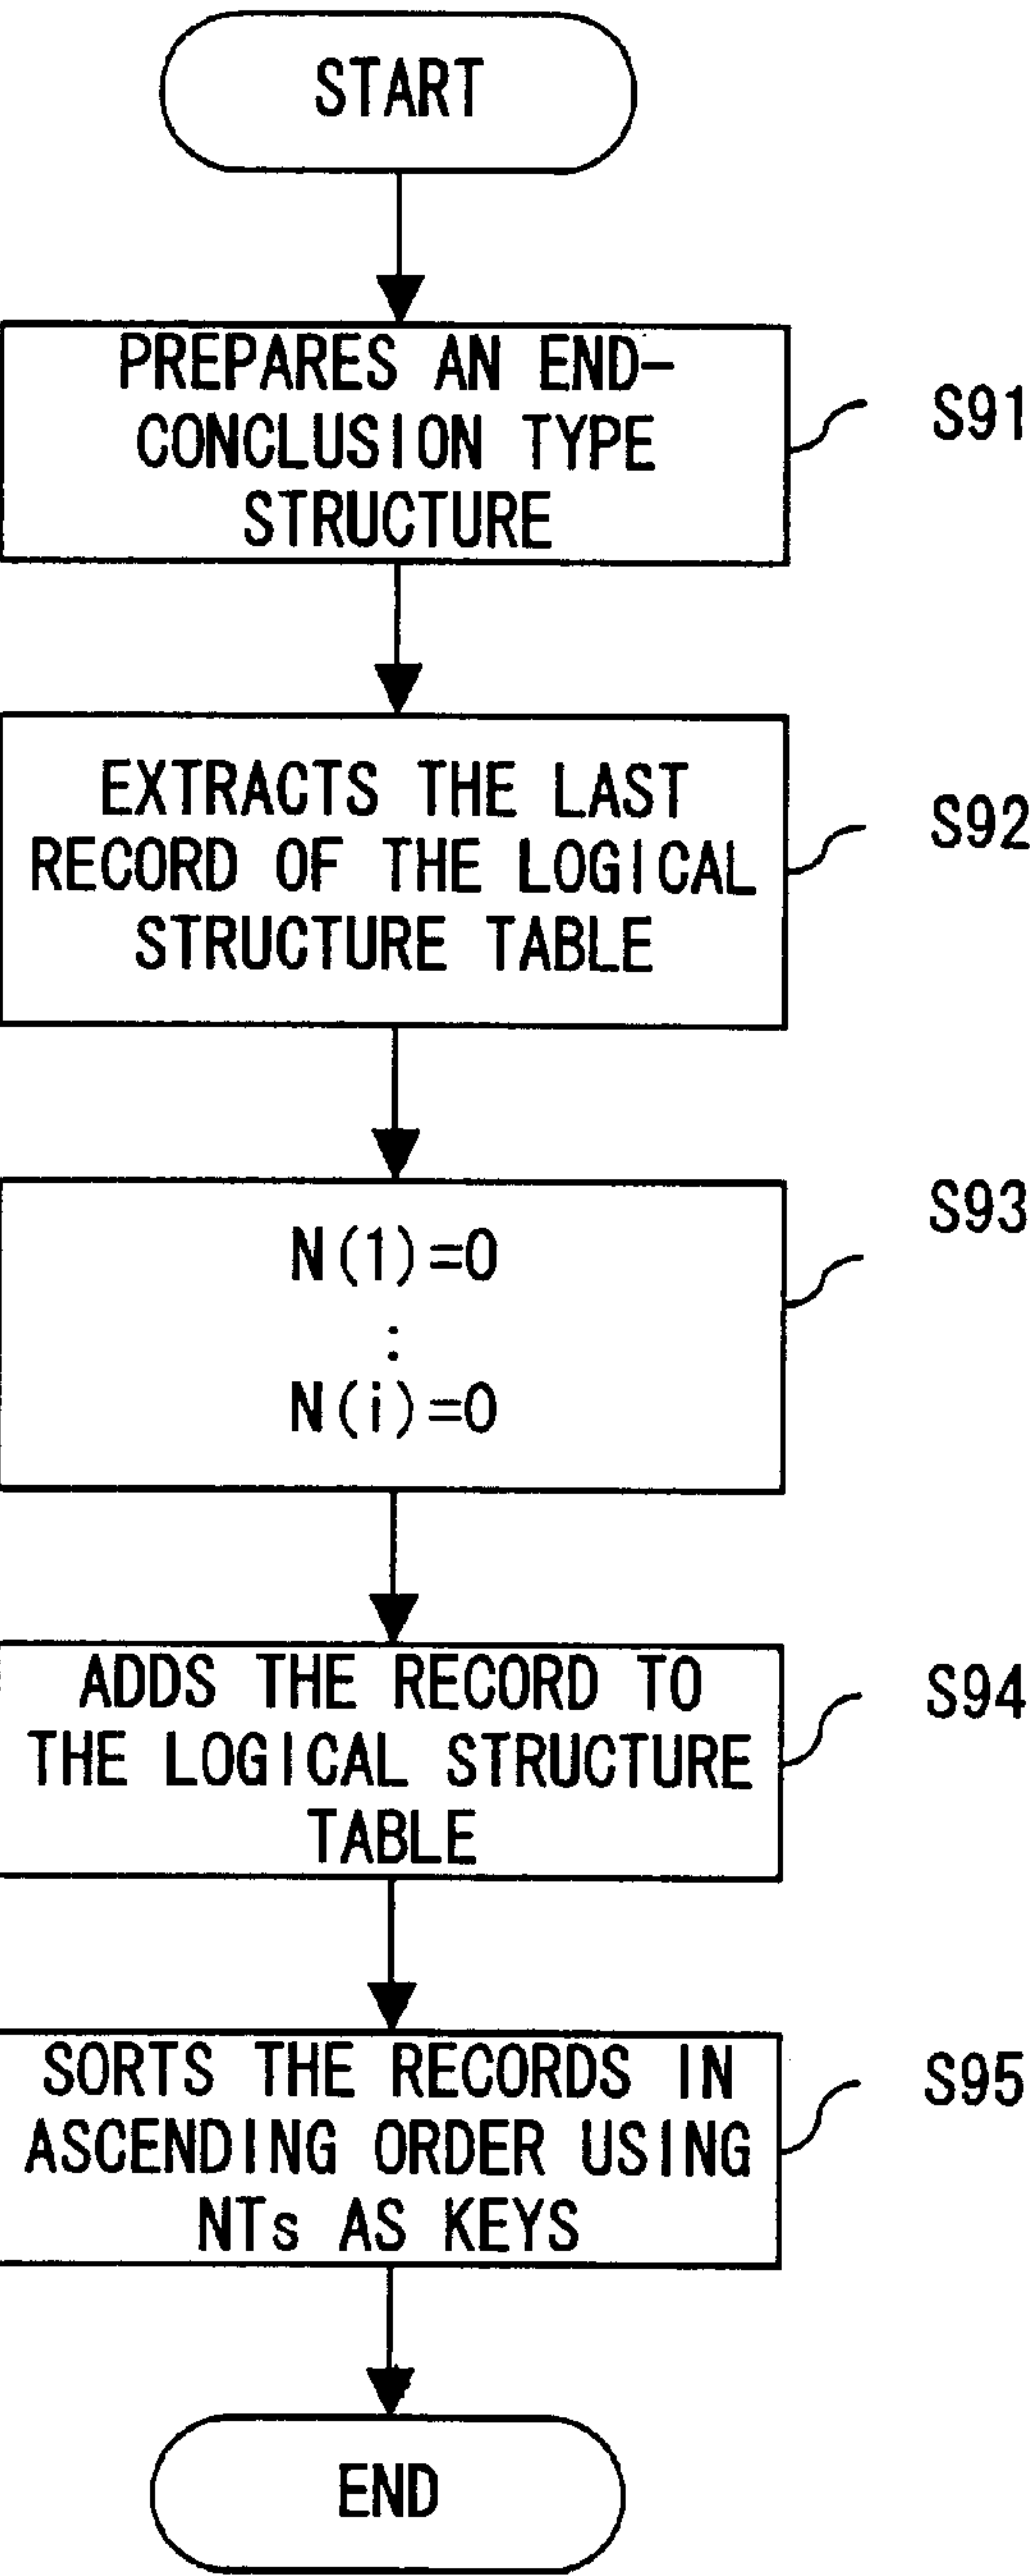 START
PREPARES AN END-
CONCLUSION TYPE
STRUCTURE
S91
EXTRACTS THE LAST
RECORD OF THE LOGICAL
STRUCTURE TABLE
S92
N(1)=0
:
N(i)=0
S93
ADDS THE RECORD TO
THE LOGICAL STRUCTURE
TABLE
S94
SORTS THE RECORDS IN
ASCENDING ORDER USING
NTs AS KEYS
S95
END